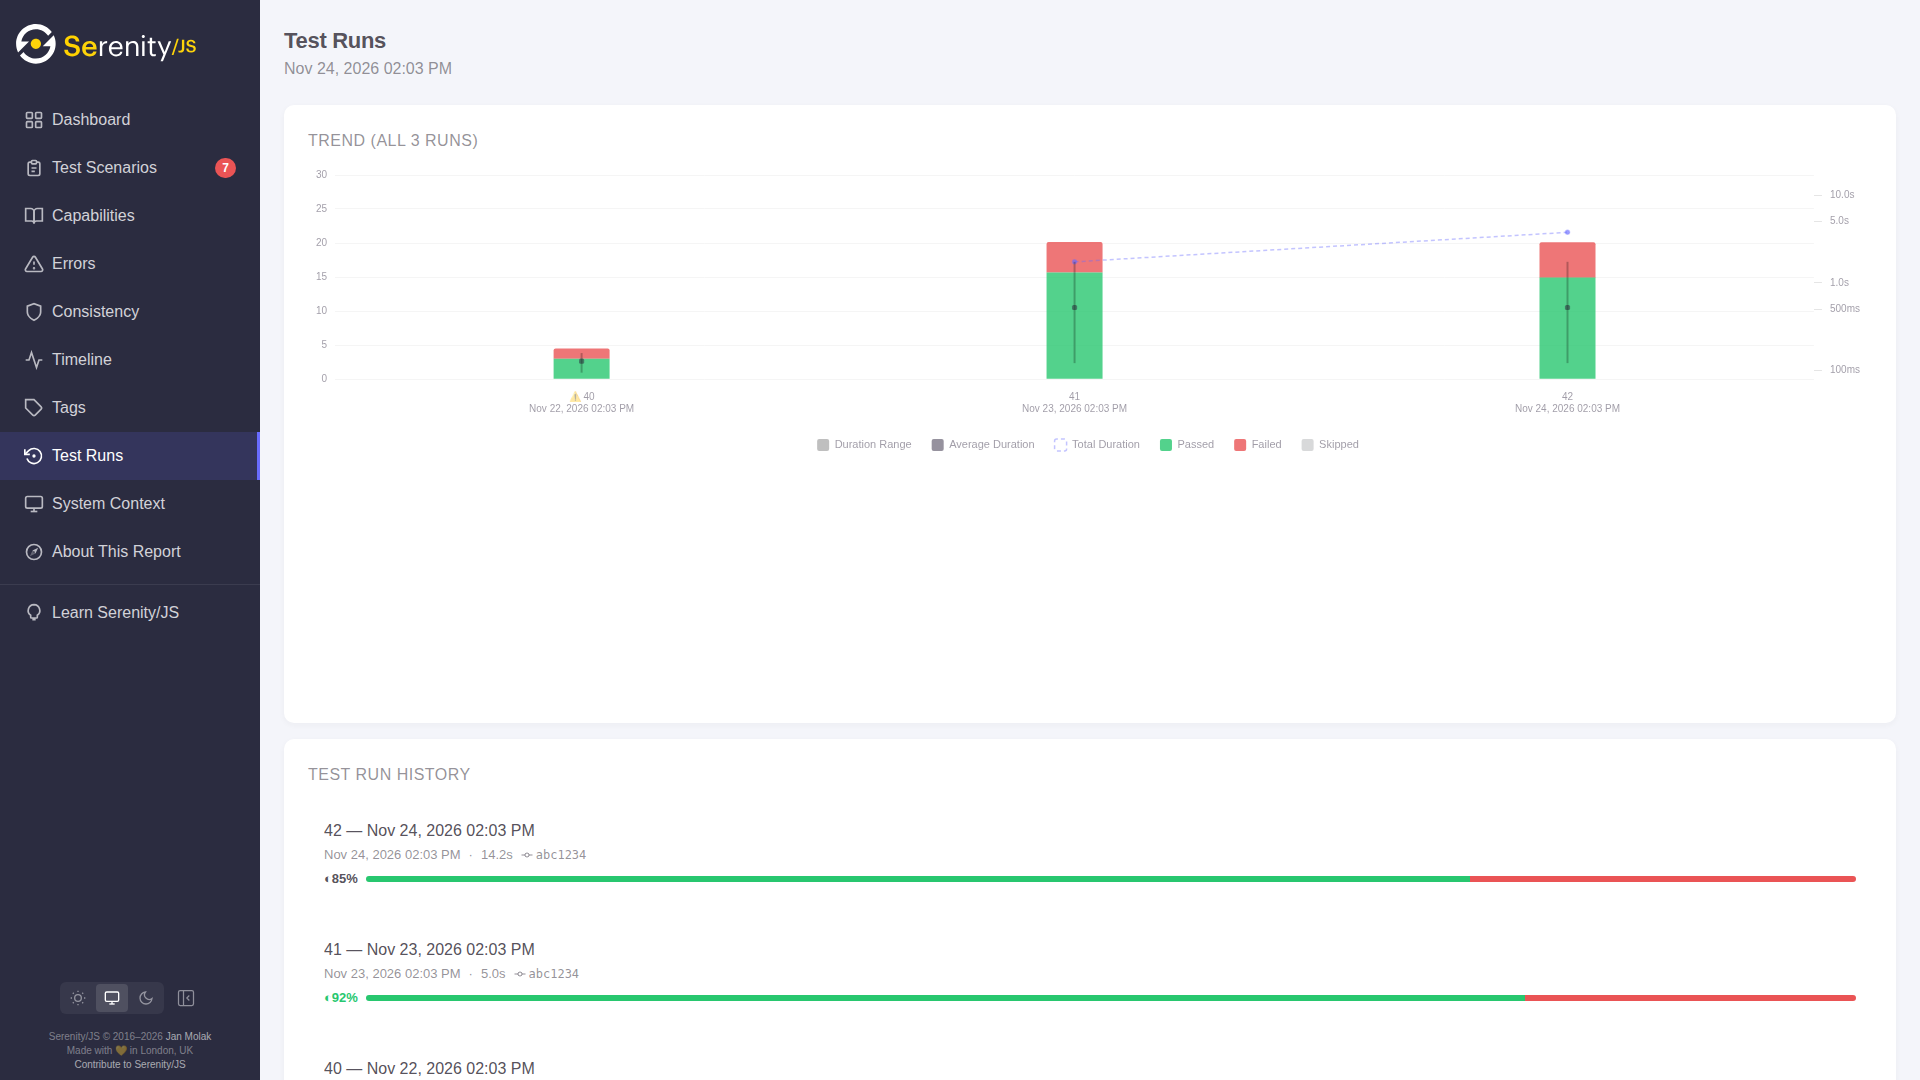 Serenity/JS
Dashboard
Test Scenarios 7
Capabilities
Errors
Consistency
Timeline
Tags
Test Runs
System Context
About This Report
Learn Serenity/JS
Serenity/JS © 2016–2026 Jan Molak
Made with 💛 in London, UK
Contribute to Serenity/JS
Test Runs
Nov 24, 2026 02:03 PM
TREND (ALL 3 RUNS)
30
25
20
15
10
5
0
10.0s
5.0s
1.0s
500ms
100ms
⚠️ 40
Nov 22, 2026 02:03 PM
41
Nov 23, 2026 02:03 PM
42
Nov 24, 2026 02:03 PM
Duration Range Average Duration Total Duration Passed Failed Skipped
TEST RUN HISTORY
42 — Nov 24, 2026 02:03 PM
Nov 24, 2026 02:03 PM · 14.2s abc1234
85%
41 — Nov 23, 2026 02:03 PM
Nov 23, 2026 02:03 PM · 5.0s abc1234
92%
40 — Nov 22, 2026 02:03 PM